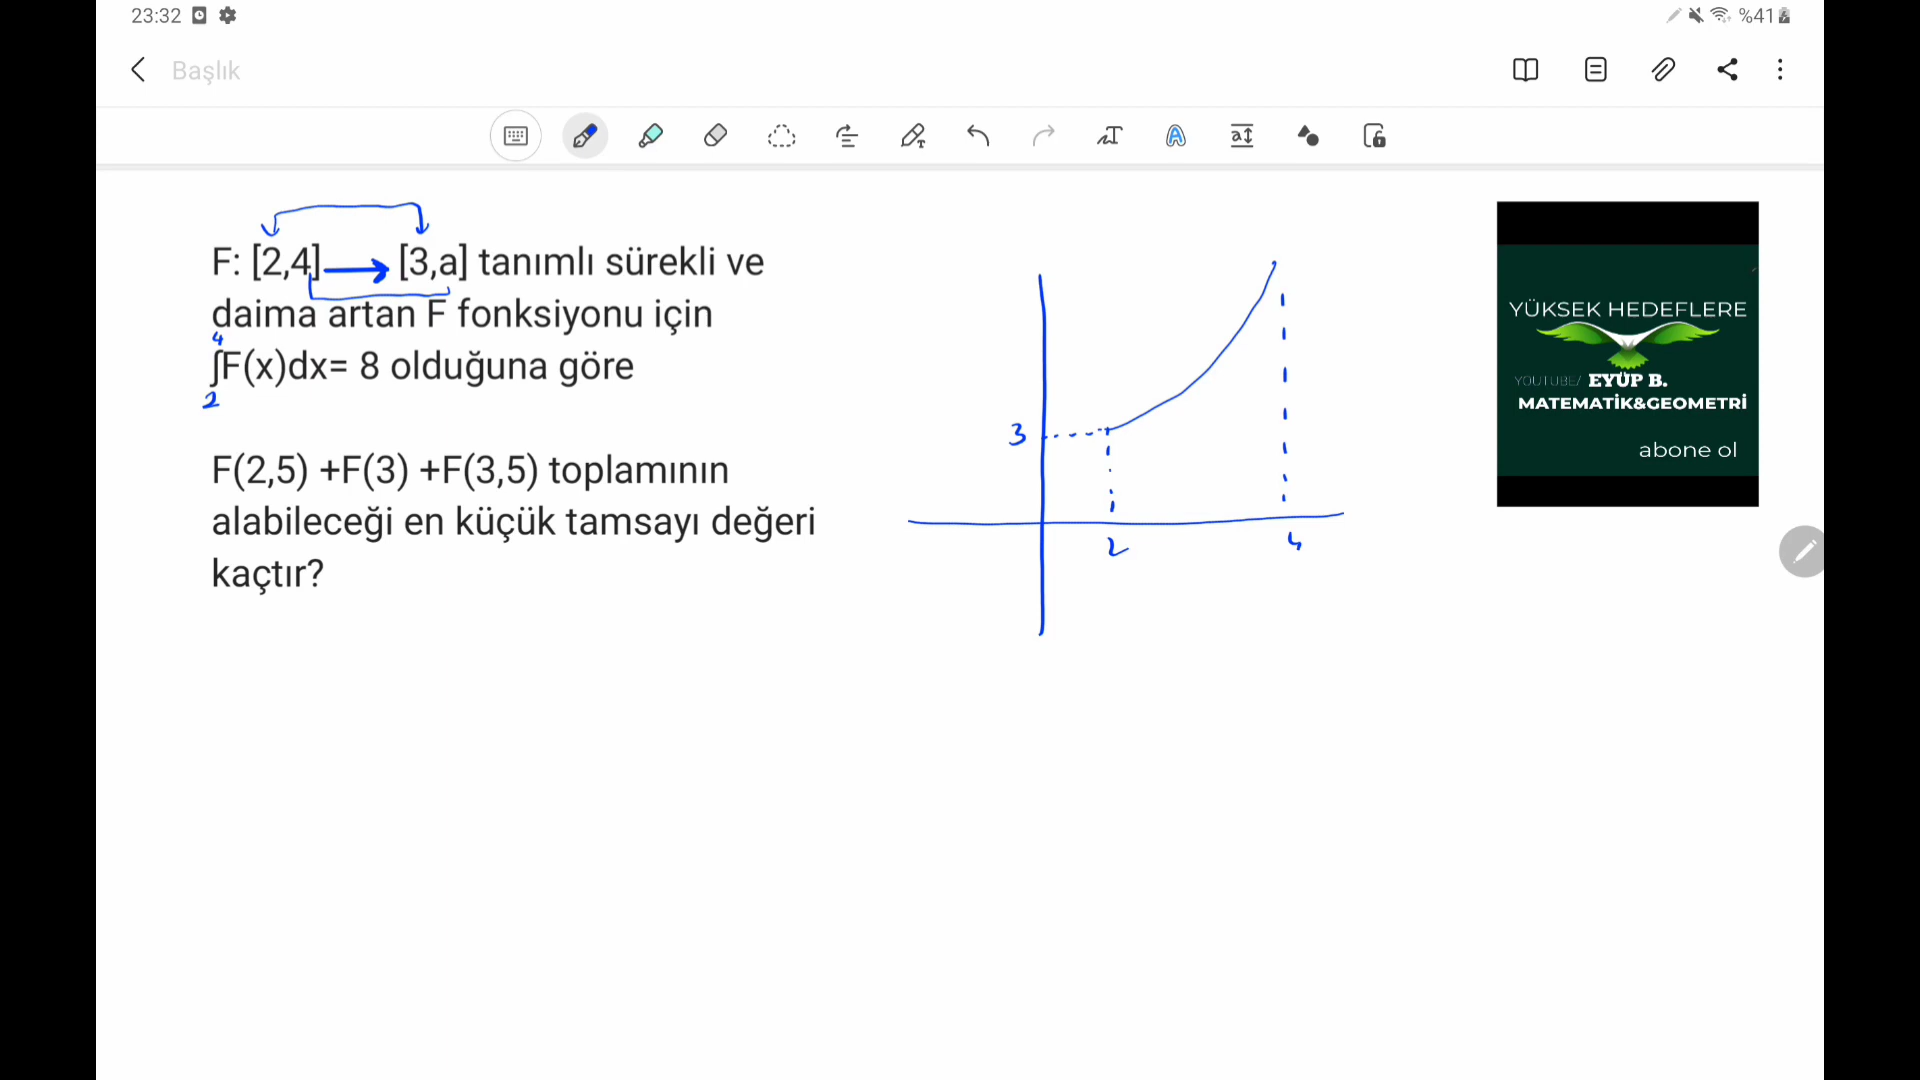 23:32
%41
Başlık
F: [2,4] [3,a] tanımlı sürekli ve
daima artan F fonksiyonu için
4
∫F(x)dx= 8 olduğuna göre
2
F(2,5) +F(3) +F(3,5) toplamının
alabileceği en küçük tamsayı değeri
kaçtır?
3
2
4
YÜKSEK HEDEFLERE
YOUTUBE/ EYÜP B.
MATEMATİK&GEOMETRİ
abone ol